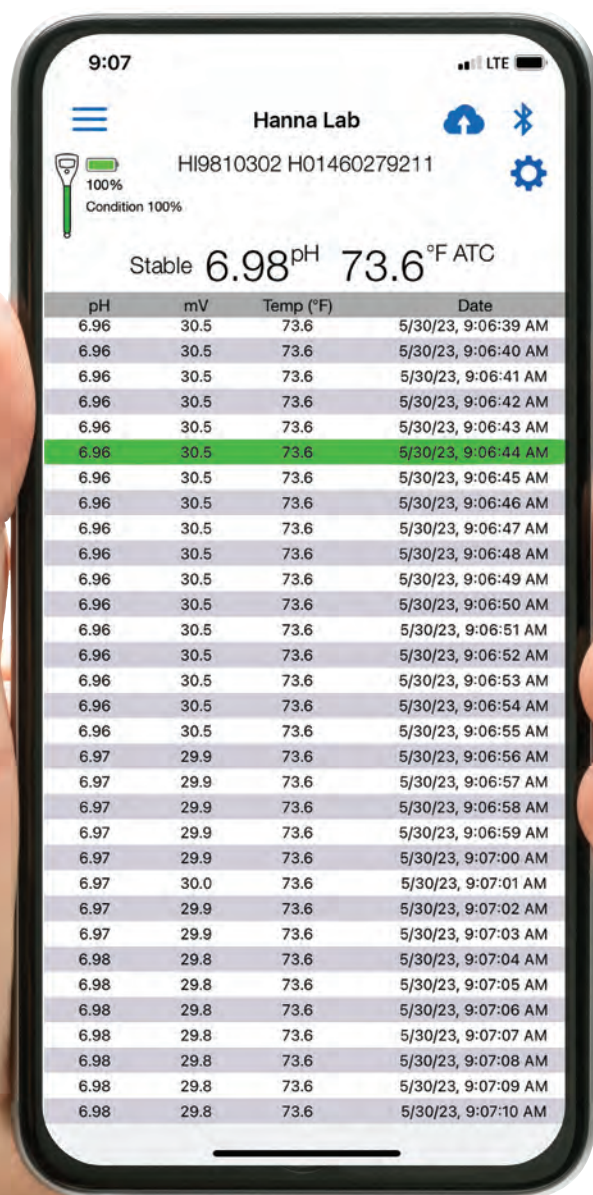 9:07 LTE
Hanna Lab
HI9810302 H01460279211
100%
Condition 100%
Stable 6.98 pH 73.6 °F ATC
pH mV Temp (°F) Date
6.96 30.5 73.6 5/30/23, 9:06:39 AM
6.96 30.5 73.6 5/30/23, 9:06:40 AM
6.96 30.5 73.6 5/30/23, 9:06:41 AM
6.96 30.5 73.6 5/30/23, 9:06:42 AM
6.96 30.5 73.6 5/30/23, 9:06:43 AM
6.96 30.5 73.6 5/30/23, 9:06:44 AM
6.96 30.5 73.6 5/30/23, 9:06:45 AM
6.96 30.5 73.6 5/30/23, 9:06:46 AM
6.96 30.5 73.6 5/30/23, 9:06:47 AM
6.96 30.5 73.6 5/30/23, 9:06:48 AM
6.96 30.5 73.6 5/30/23, 9:06:49 AM
6.96 30.5 73.6 5/30/23, 9:06:50 AM
6.96 30.5 73.6 5/30/23, 9:06:51 AM
6.96 30.5 73.6 5/30/23, 9:06:52 AM
6.96 30.5 73.6 5/30/23, 9:06:53 AM
6.96 30.5 73.6 5/30/23, 9:06:54 AM
6.96 30.5 73.6 5/30/23, 9:06:55 AM
6.97 29.9 73.6 5/30/23, 9:06:56 AM
6.97 29.9 73.6 5/30/23, 9:06:57 AM
6.97 29.9 73.6 5/30/23, 9:06:58 AM
6.97 29.9 73.6 5/30/23, 9:06:59 AM
6.97 29.9 73.6 5/30/23, 9:07:00 AM
6.97 30.0 73.6 5/30/23, 9:07:01 AM
6.97 29.9 73.6 5/30/23, 9:07:02 AM
6.97 29.9 73.6 5/30/23, 9:07:03 AM
6.98 29.8 73.6 5/30/23, 9:07:04 AM
6.98 29.8 73.6 5/30/23, 9:07:05 AM
6.98 29.8 73.6 5/30/23, 9:07:06 AM
6.98 29.8 73.6 5/30/23, 9:07:07 AM
6.98 29.8 73.6 5/30/23, 9:07:08 AM
6.98 29.8 73.6 5/30/23, 9:07:09 AM
6.98 29.8 73.6 5/30/23, 9:07:10 AM